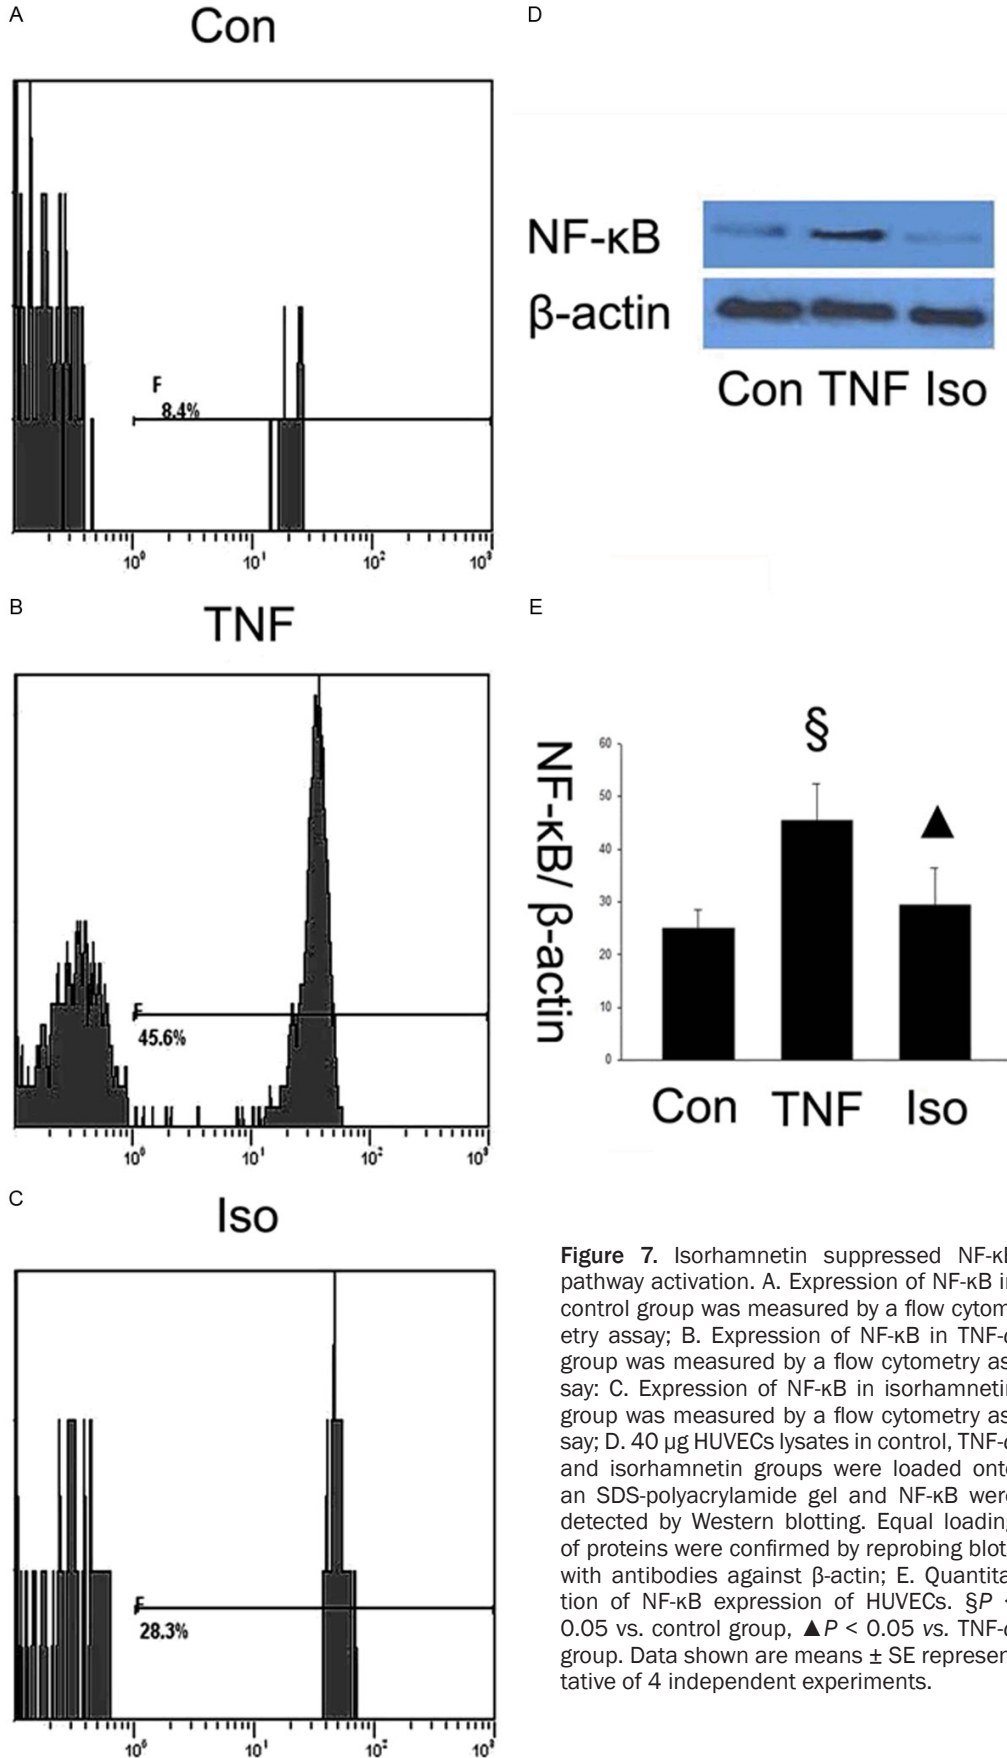 A
Con
F
8.4%
10⁰ 10¹ 10² 10³
B
TNF
F
45.6%
10⁰ 10¹ 10² 10³
C
Iso
F
28.3%
10⁰ 10¹ 10² 10³
D
NF-κB
β-actin
Con TNF Iso
E
NF-κB/ β-actin
60
50
40
30
20
10
0
§
▲
Con TNF Iso
Figure 7. Isorhamnetin suppressed NF-κB
pathway activation. A. Expression of NF-κB in
control group was measured by a flow cytom
etry assay; B. Expression of NF-κB in TNF-α
group was measured by a flow cytometry as
say: C. Expression of NF-κB in isorhamnetin
group was measured by a flow cytometry as
say; D. 40 µg HUVECs lysates in control, TNF-α
and isorhamnetin groups were loaded onto
an SDS-polyacrylamide gel and NF-κB were
detected by Western blotting. Equal loading
of proteins were confirmed by reprobing blot
with antibodies against β-actin; E. Quantita
tion of NF-κB expression of HUVECs. §P <
0.05 vs. control group, ▲P < 0.05 vs. TNF-α
group. Data shown are means ± SE represen
tative of 4 independent experiments.